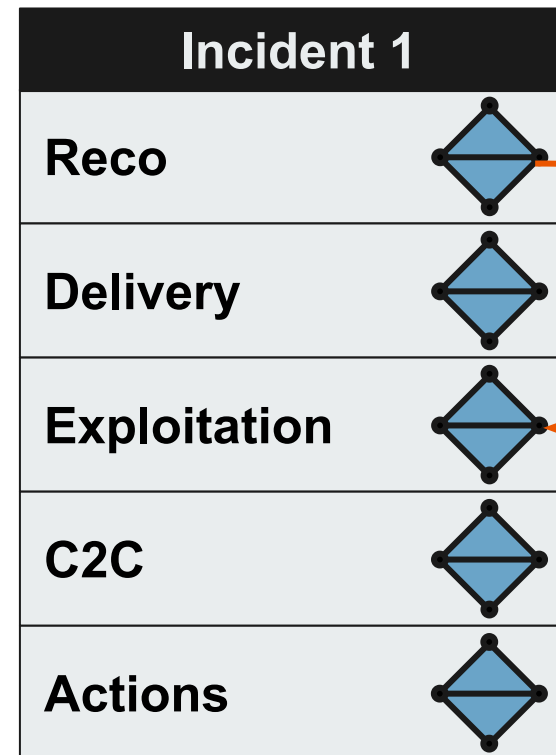 Incident 1
Reco
Delivery
Exploitation
C2C
Actions